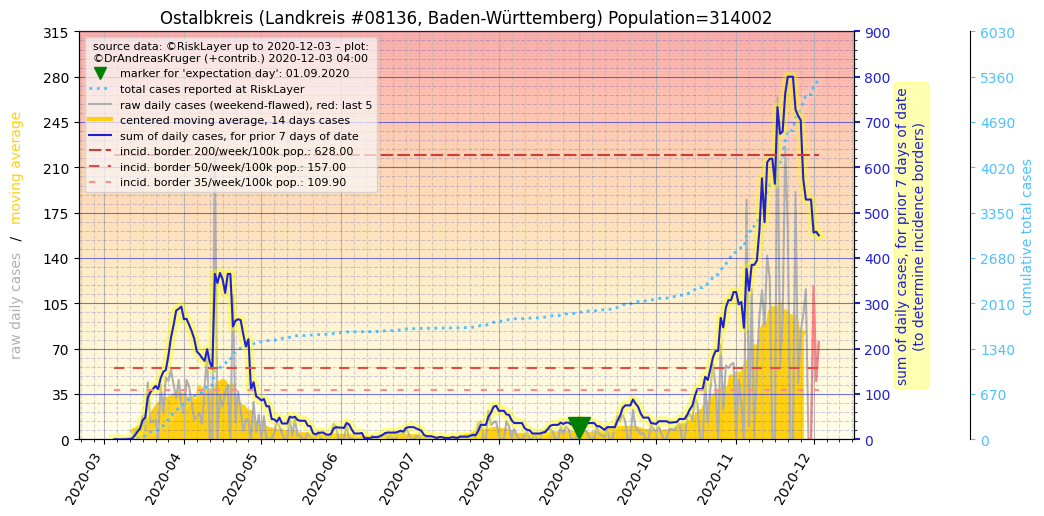 Ostalbkreis (Landkreis #08136, Baden-Württemberg) Population=314002
source data: ©RiskLayer up to 2020-12-03 – plot:
©DrAndreasKruger (+contrib.) 2020-12-03 04:00
marker for 'expectation day': 01.09.2020
total cases reported at RiskLayer
raw daily cases (weekend-flawed), red: last 5
centered moving average, 14 days cases
sum of daily cases, for prior 7 days of date
incid. border 200/week/100k pop.: 628.00
incid. border 50/week/100k pop.: 157.00
incid. border 35/week/100k pop.: 109.90
raw daily cases / moving average
315
280
245
210
175
140
105
70
35
0
2020-03
2020-04
2020-05
2020-06
2020-07
2020-08
2020-09
2020-10
2020-11
2020-12
900
800
700
600
500
400
300
200
100
0
sum of daily cases, for prior 7 days of date
(to determine incidence borders)
6030
5360
4690
4020
3350
2680
2010
1340
670
0
cumulative total cases